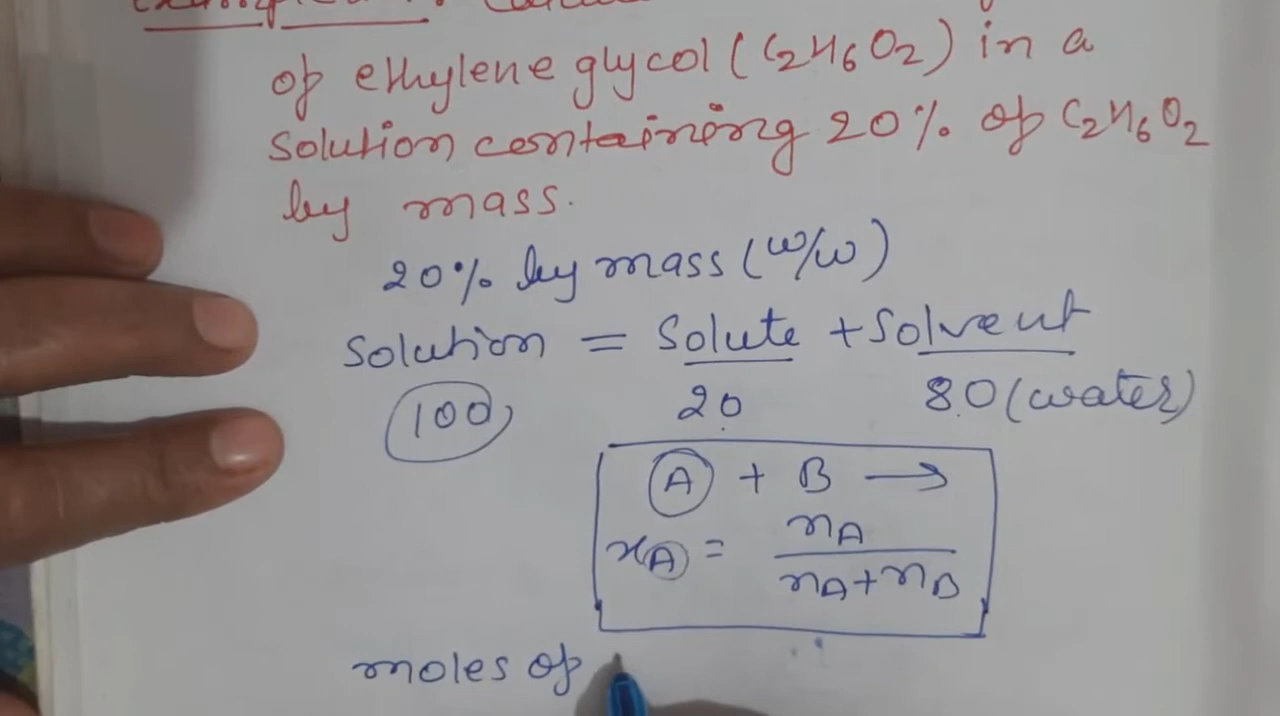 of ethylene glycol (C2H6O2) in a
solution containing 20% of C2H6O2
by mass.
20% by mass (w/w)
Solution = Solute + Solvent
100 20 80 (water)
A + B →
xA = nA / nA + nB
moles of